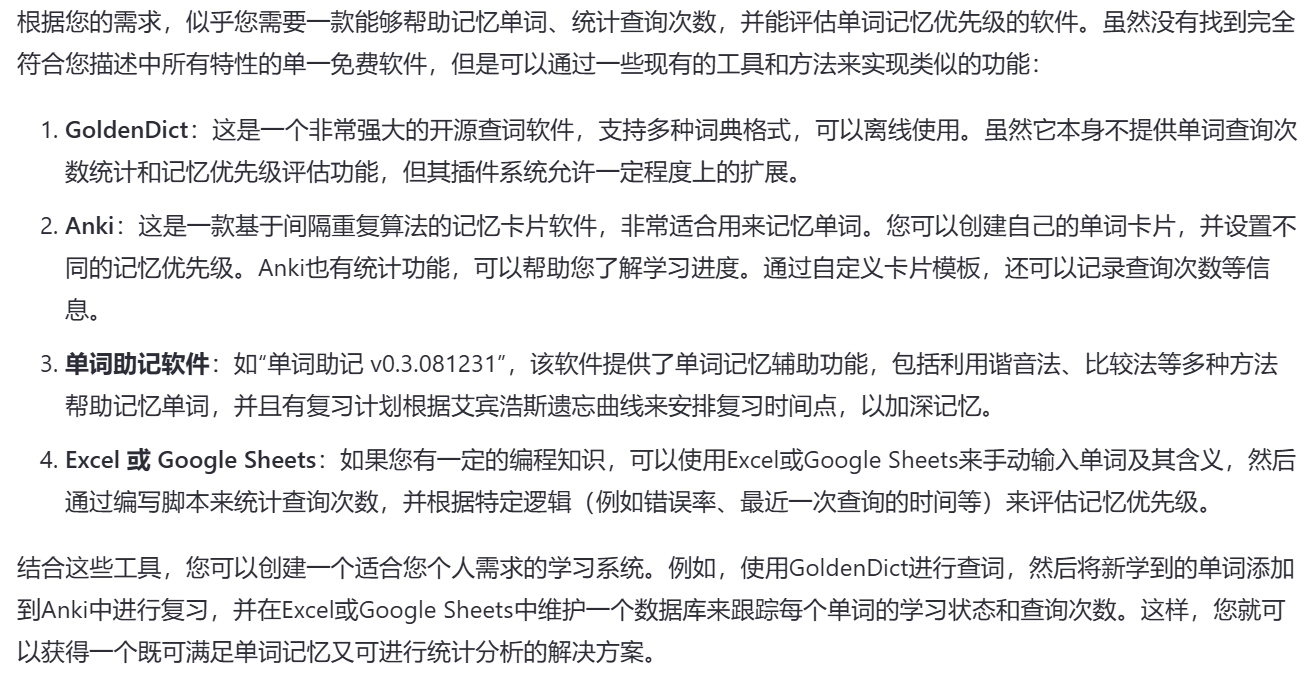 根据您的需求，似乎您需要一款能够帮助记忆单词、统计查询次数，并能评估单词记忆优先级的软件。虽然没有找到完全
符合您描述中所有特性的单一免费软件，但是可以通过一些现有的工具和方法来实现类似的功能：
1. GoldenDict：这是一个非常强大的开源查词软件，支持多种词典格式，可以离线使用。虽然它本身不提供单词查询次
数统计和记忆优先级评估功能，但其插件系统允许一定程度上的扩展。
2. Anki：这是一款基于间隔重复算法的记忆卡片软件，非常适合用来记忆单词。您可以创建自己的单词卡片，并设置不
同的记忆优先级。Anki也有统计功能，可以帮助您了解学习进度。通过自定义卡片模板，还可以记录查询次数等信
息。
3. 单词助记软件：如“单词助记 v0.3.081231”，该软件提供了单词记忆辅助功能，包括利用谐音法、比较法等多种方法
帮助记忆单词，并且有复习计划根据艾宾浩斯遗忘曲线来安排复习时间点，以加深记忆。
4. Excel 或 Google Sheets：如果您有一定的编程知识，可以使用Excel或Google Sheets来手动输入单词及其含义，然后
通过编写脚本来统计查询次数，并根据特定逻辑（例如错误率、最近一次查询的时间等）来评估记忆优先级。
结合这些工具，您可以创建一个适合您个人需求的学习系统。例如，使用GoldenDict进行查词，然后将新学到的单词添加
到Anki中进行复习，并在Excel或Google Sheets中维护一个数据库来跟踪每个单词的学习状态和查询次数。这样，您就可
以获得一个既可满足单词记忆又可进行统计分析的解决方案。